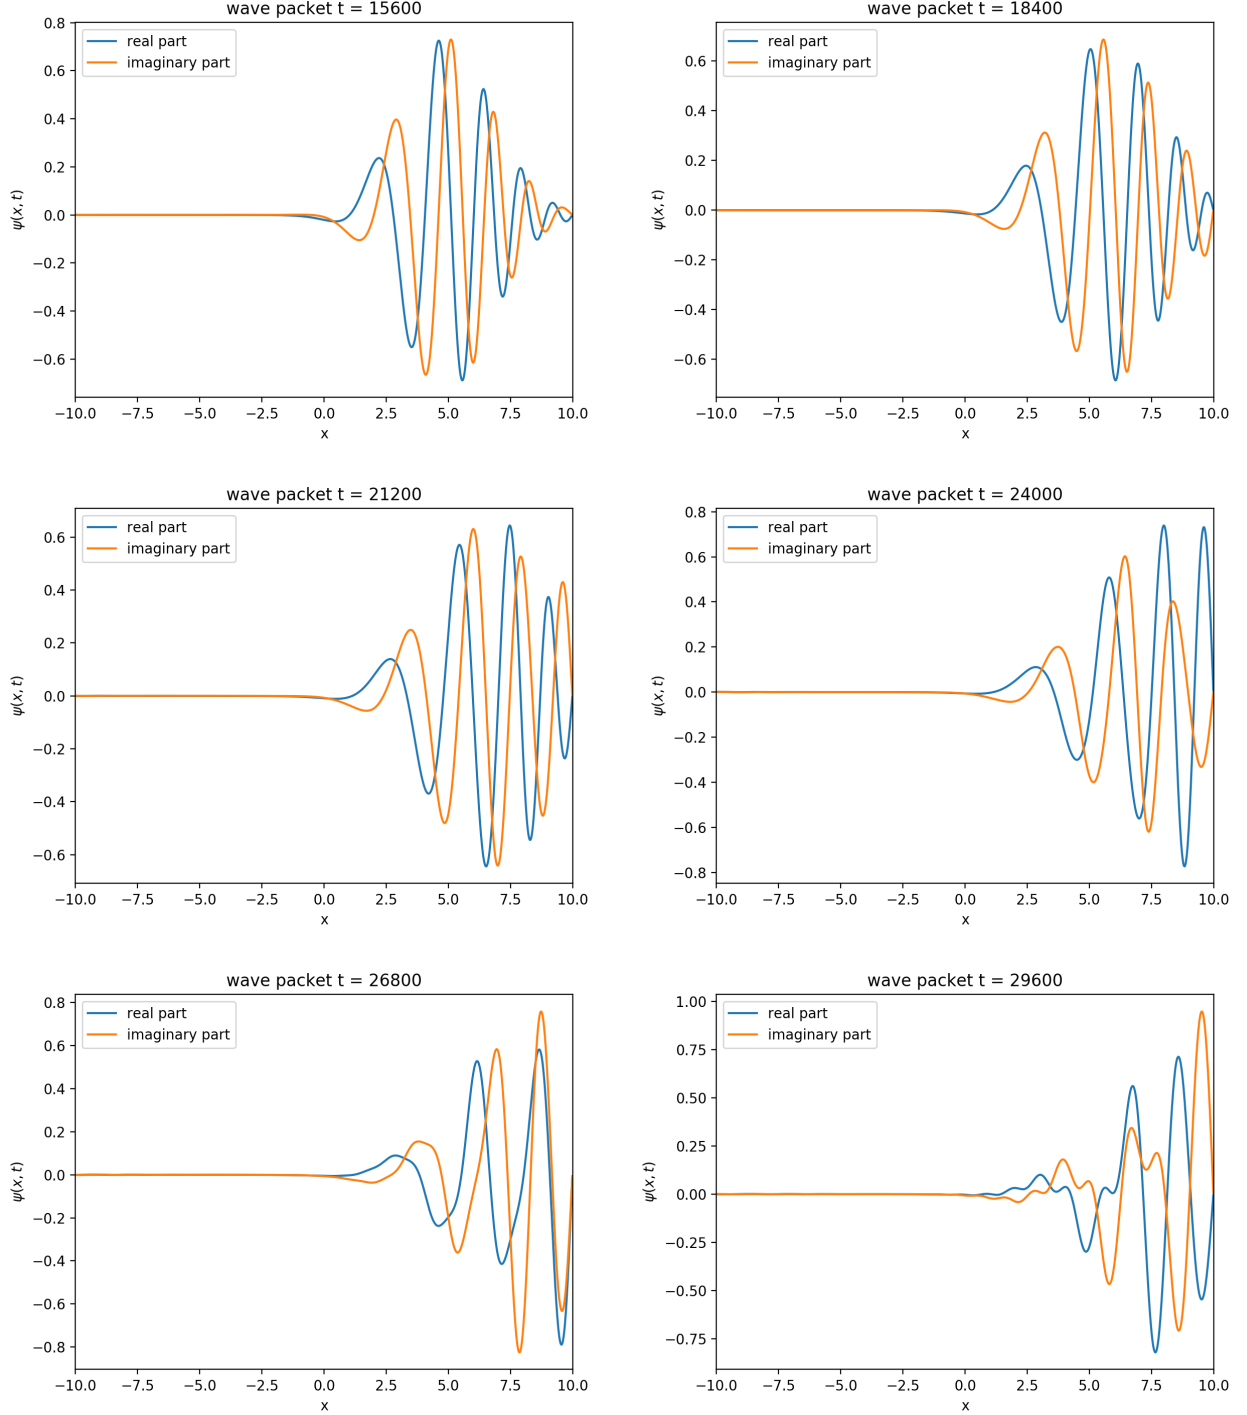 wave packet t = 15600
real part
imaginary part
ψ(x, t)
0.8
0.6
0.4
0.2
0.0
−0.2
−0.4
−0.6
−10.0 −7.5 −5.0 −2.5 0.0 2.5 5.0 7.5 10.0
x
wave packet t = 18400
real part
imaginary part
ψ(x, t)
0.6
0.4
0.2
0.0
−0.2
−0.4
−0.6
−10.0 −7.5 −5.0 −2.5 0.0 2.5 5.0 7.5 10.0
x
wave packet t = 21200
real part
imaginary part
ψ(x, t)
0.6
0.4
0.2
0.0
−0.2
−0.4
−0.6
−10.0 −7.5 −5.0 −2.5 0.0 2.5 5.0 7.5 10.0
x
wave packet t = 24000
real part
imaginary part
ψ(x, t)
0.8
0.6
0.4
0.2
0.0
−0.2
−0.4
−0.6
−0.8
−10.0 −7.5 −5.0 −2.5 0.0 2.5 5.0 7.5 10.0
x
wave packet t = 26800
real part
imaginary part
ψ(x, t)
0.8
0.6
0.4
0.2
0.0
−0.2
−0.4
−0.6
−0.8
−10.0 −7.5 −5.0 −2.5 0.0 2.5 5.0 7.5 10.0
x
wave packet t = 29600
real part
imaginary part
ψ(x, t)
1.00
0.75
0.50
0.25
0.00
−0.25
−0.50
−0.75
−10.0 −7.5 −5.0 −2.5 0.0 2.5 5.0 7.5 10.0
x